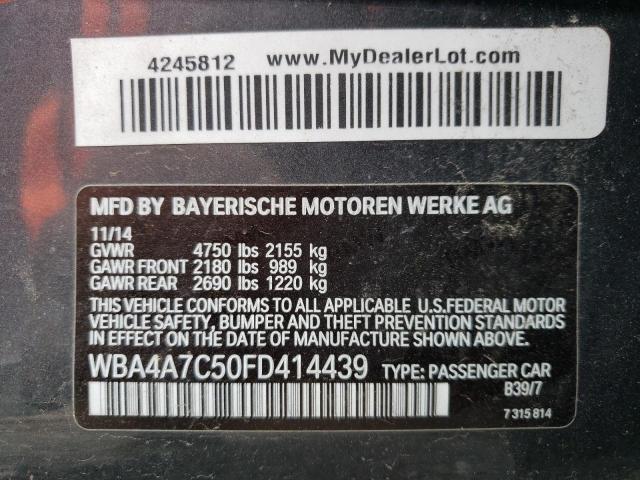 4245812 www.MyDealerLot.com
MFD BY BAYERISCHE MOTOREN WERKE AG
11/14
GVWR 4750 lbs 2155 kg
GAWR FRONT 2180 lbs 989 kg
GAWR REAR 2690 lbs 1220 kg
THIS VEHICLE CONFORMS TO ALL APPLICABLE U.S.FEDERAL MOTOR
VEHICLE SAFETY, BUMPER AND THEFT PREVENTION STANDARDS
IN EFFECT ON THE DATE OF MANUFACTURE SHOWN ABOVE.
WBA4A7C50FD414439 TYPE: PASSENGER CAR
B39/7
7 315 814